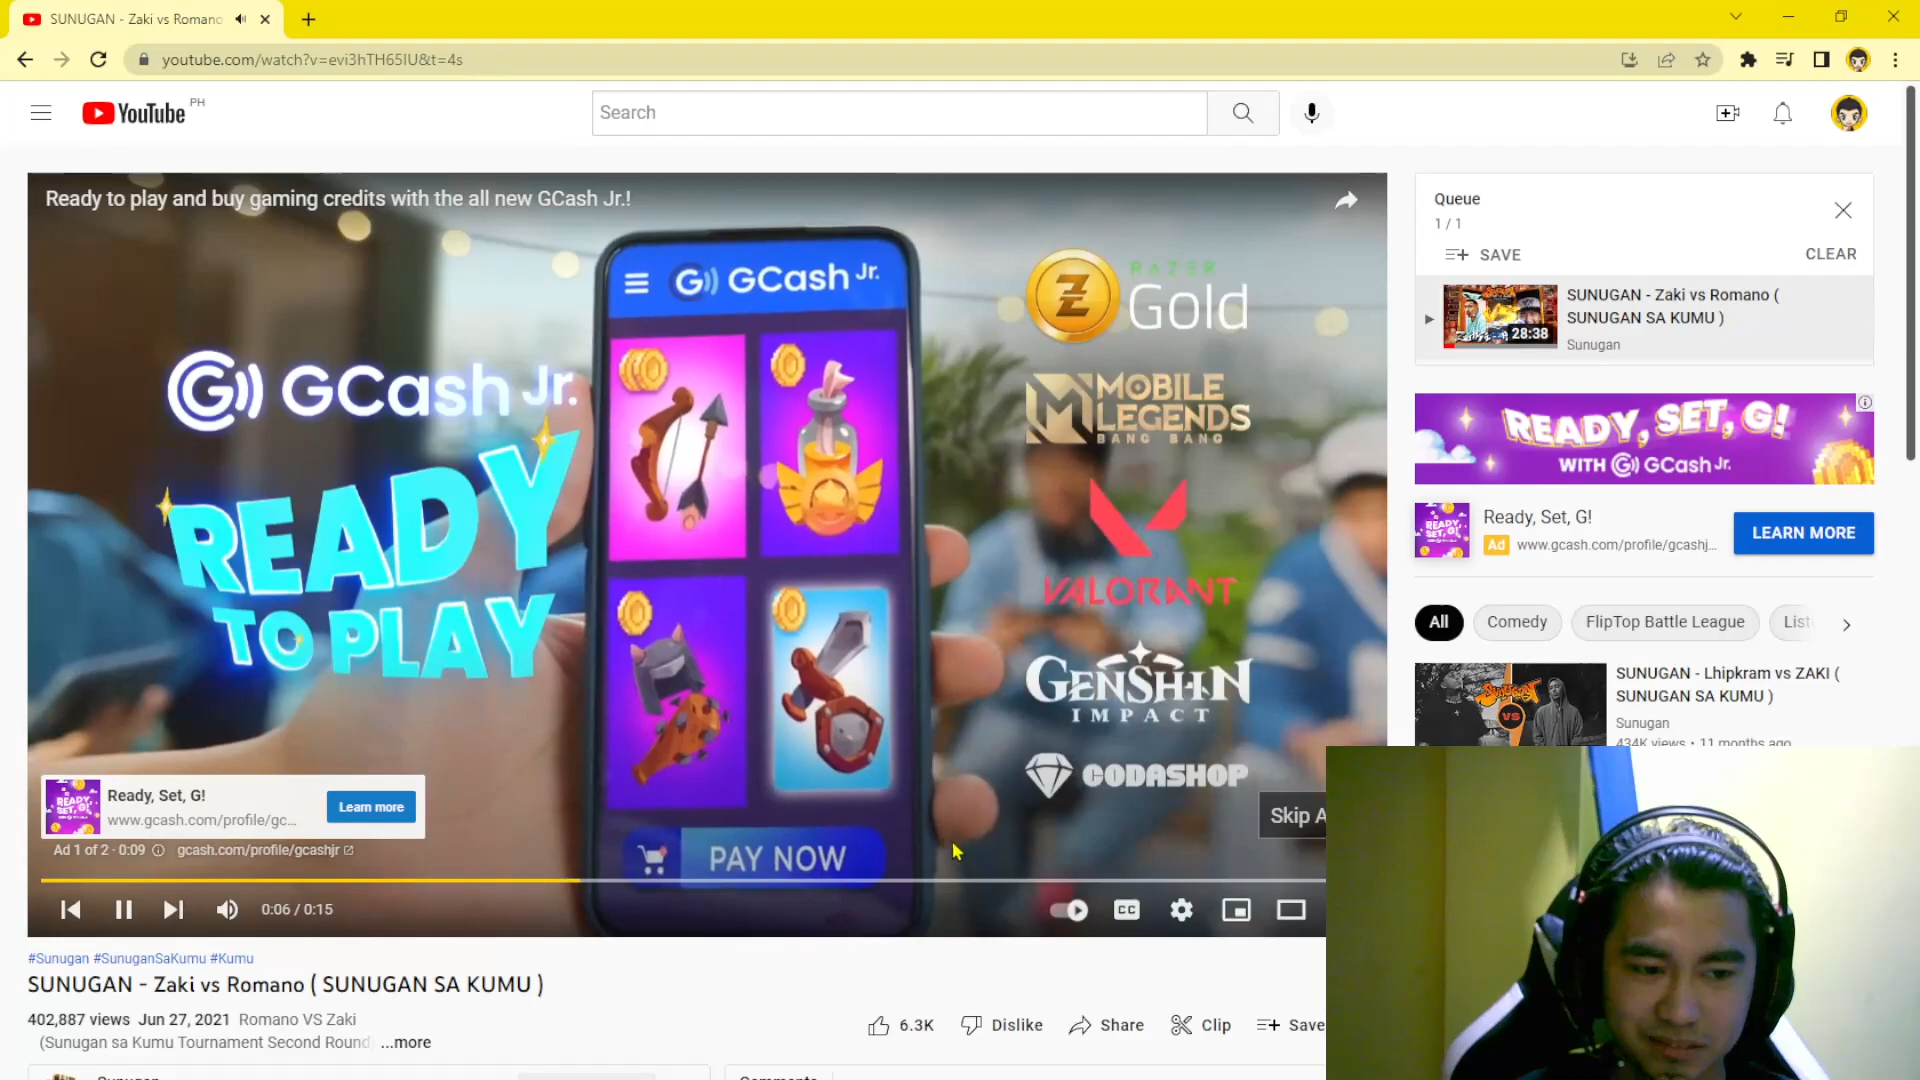 SUNUGAN - Zaki vs Romano
youtube.com/watch?v=evi3hTH65IU&t=4s
YouTube PH
Search
Ready to play and buy gaming credits with the all new GCash Jr.!
GCash Jr.
READY
TO PLAY
GCash Jr.
PAY NOW
RAZER
Gold
MOBILE
LEGENDS
BANG BANG
VALORANT
GENSHIN
IMPACT
CODASHOP
Skip A
Ready, Set, G!
www.gcash.com/profile/gc...
Learn more
Ad 1 of 2 · 0:09 gcash.com/profile/gcashjr
0:06 / 0:15
CC
#Sunugan #SunuganSaKumu #Kumu
SUNUGAN - Zaki vs Romano ( SUNUGAN SA KUMU )
402,887 views Jun 27, 2021 Romano VS Zaki
(Sunugan sa Kumu Tournament Second Round ...more
6.3K Dislike Share Clip Save
Sunugan
Comments
Queue
1 / 1
SAVE CLEAR
28:38
SUNUGAN - Zaki vs Romano (
SUNUGAN SA KUMU )
Sunugan
READY, SET, G!
WITH GCash Jr.
READY, SET, G!
Ready, Set, G!
Ad www.gcash.com/profile/gcashj...
LEARN MORE
All Comedy FlipTop Battle League List
VS
SUNUGAN - Lhipkram vs ZAKI (
SUNUGAN SA KUMU )
Sunugan
434K views • 11 months ago